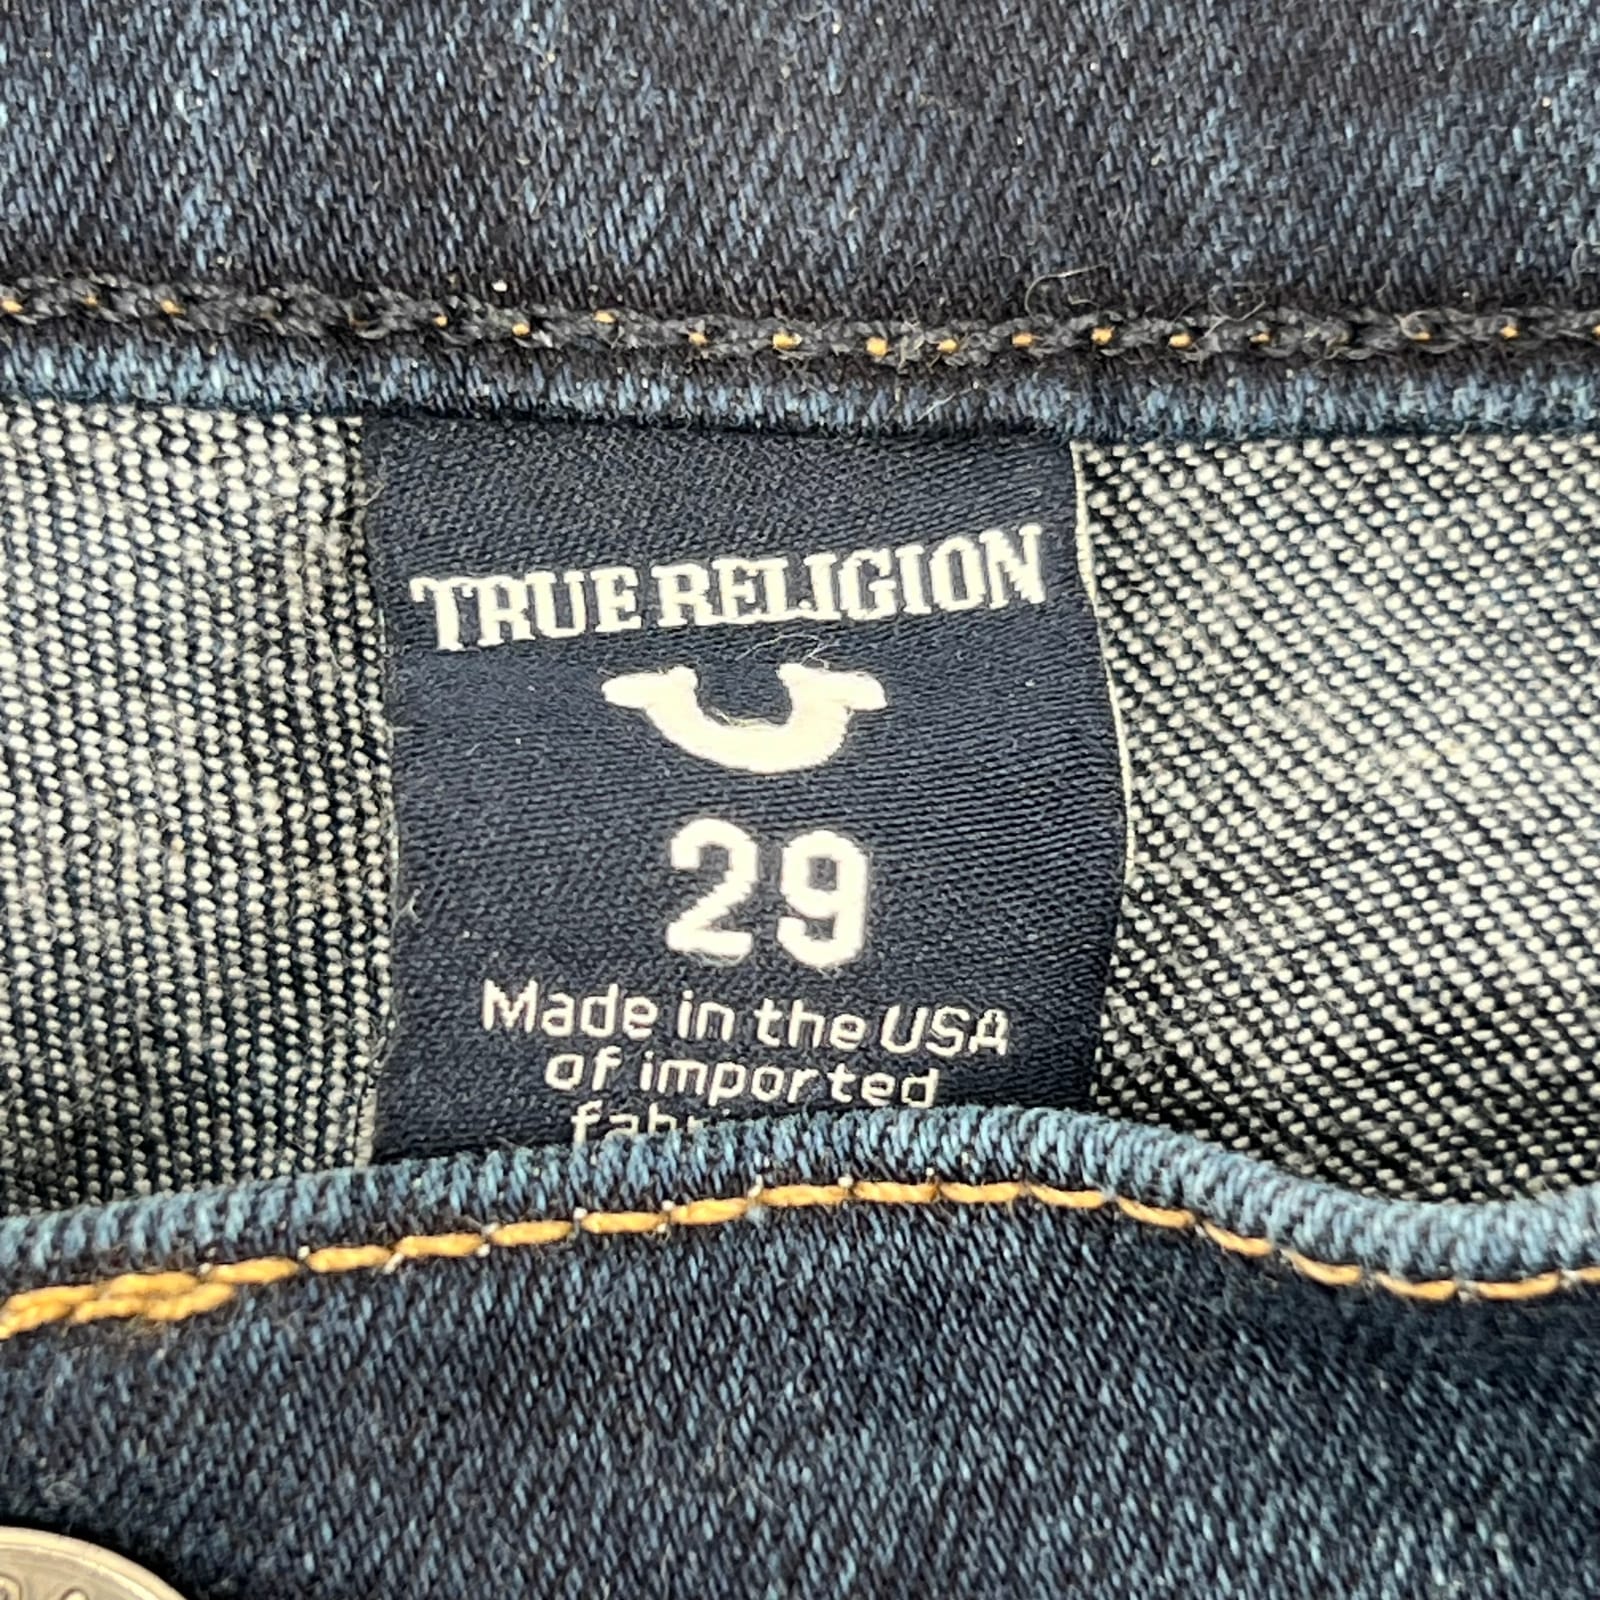 TRUE RELIGION
29
Made in the USA
of imported